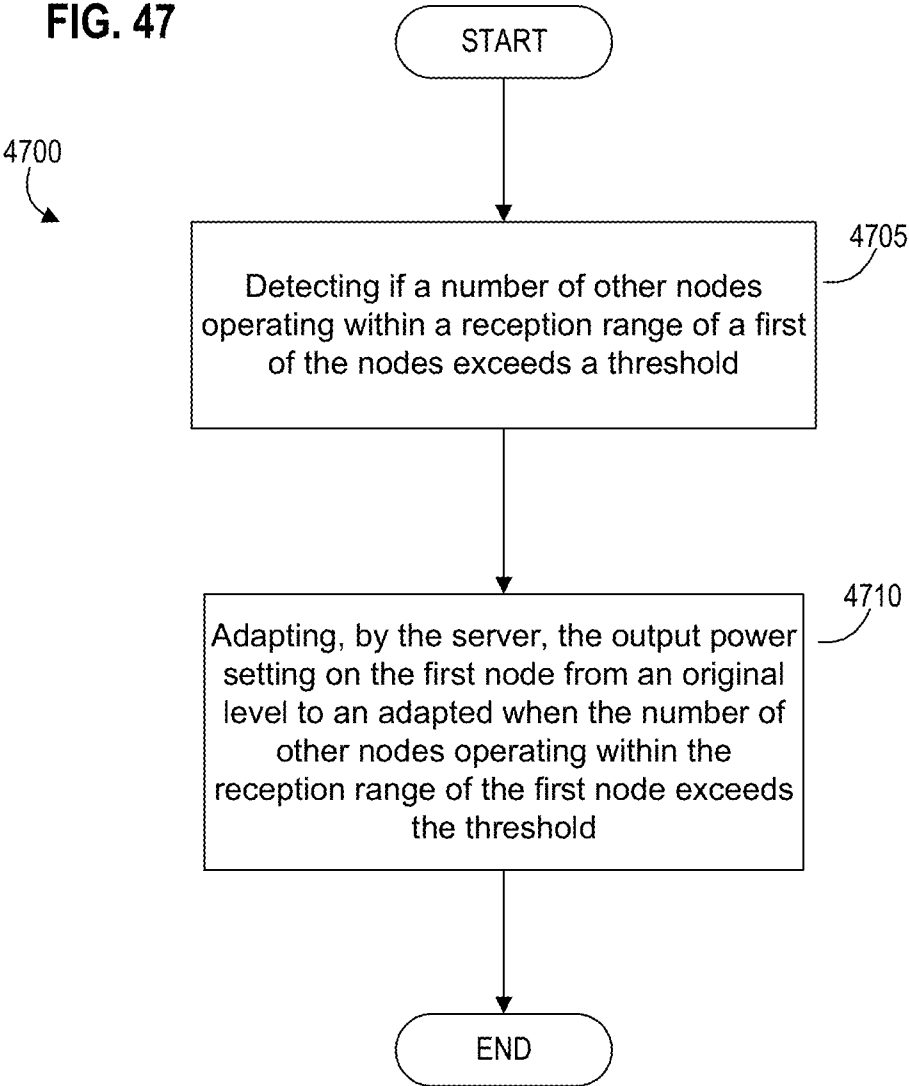 FIG. 47
START
4700
4705
Detecting if a number of other nodes
operating within a reception range of a first
of the nodes exceeds a threshold
4710
Adapting, by the server, the output power
setting on the first node from an original
level to an adapted when the number of
other nodes operating within the
reception range of the first node exceeds
the threshold
END